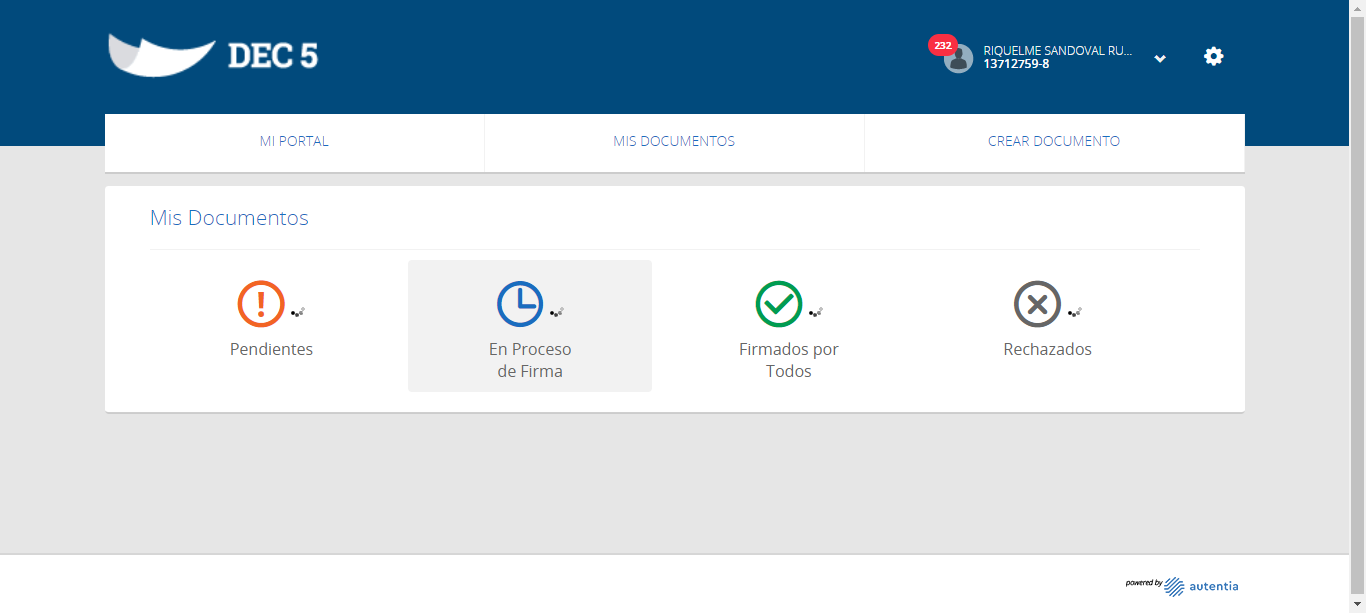 DEC 5
232
RIQUELME SANDOVAL RU...
13712759-8
MI PORTAL
MIS DOCUMENTOS
CREAR DOCUMENTO
Mis Documentos
Pendientes
En Proceso
de Firma
Firmados por
Todos
Rechazados
powered by
autentia